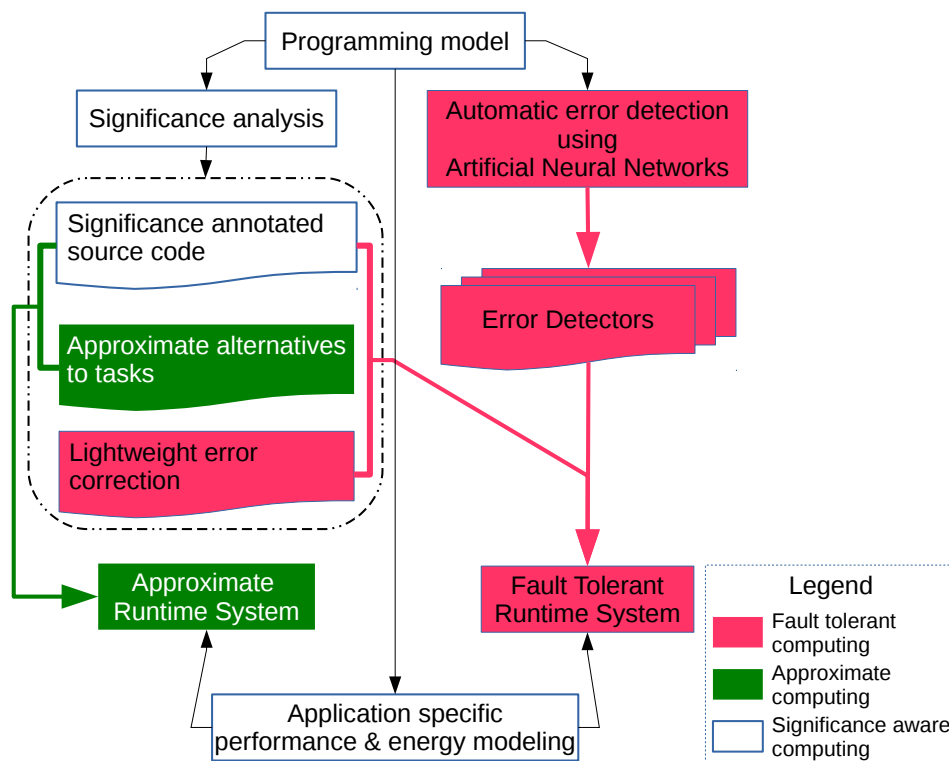 Programming model
Significance analysis
Automatic error detection
using
Artificial Neural Networks
Significance annotated
source code
Error Detectors
Approximate alternatives
to tasks
Lightweight error
correction
Approximate
Runtime System
Fault Tolerant
Runtime System
Application specific
performance & energy modeling
Legend
Fault tolerant
computing
Approximate
computing
Significance aware
computing